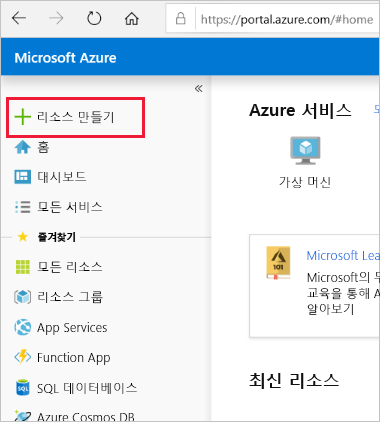 https://portal.azure.com/#home
Microsoft Azure
«
리소스 만들기
홈
대시보드
모든 서비스
즐겨찾기
모든 리소스
리소스 그룹
App Services
Function App
SQL 데이터베이스
Azure Cosmos DB
Azure 서비스
가상 머신
101
Microsoft Lea
Microsoft의 무
교육을 통해 A
알아보기
최신 리소스